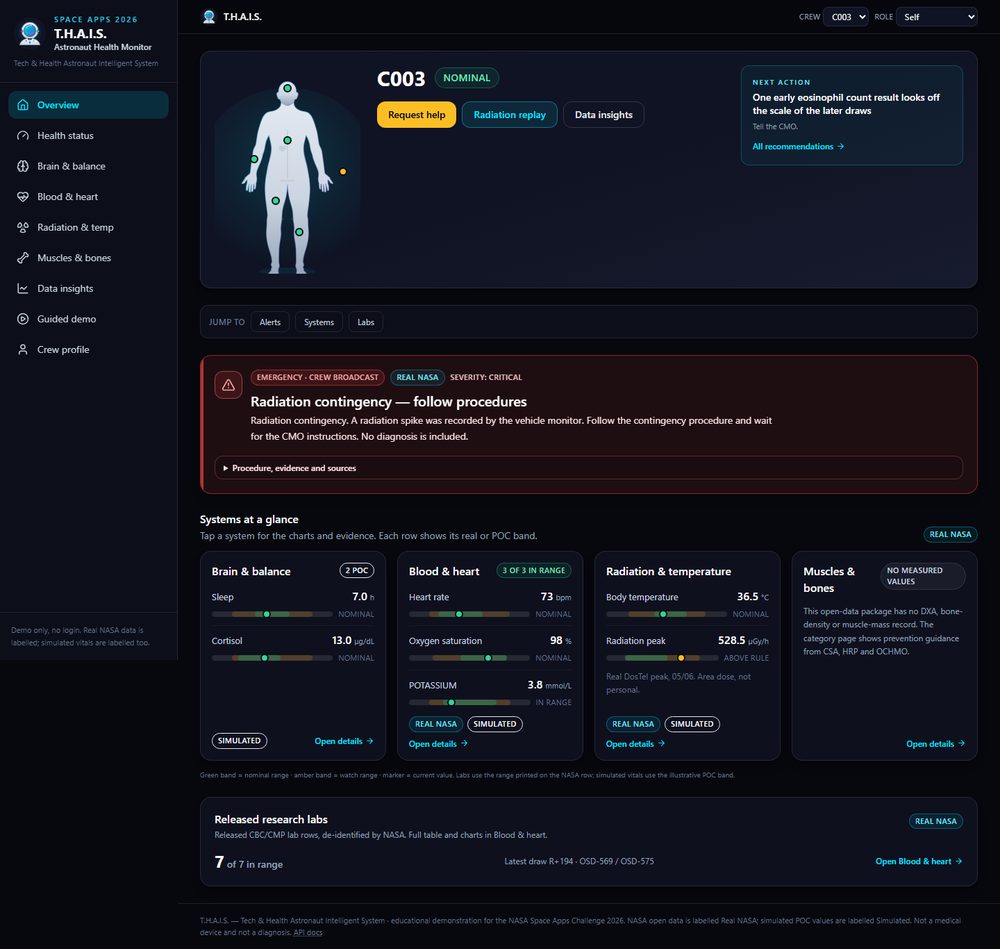 SPACE APPS 2026
T.H.A.I.S.
Astronaut Health Monitor
Tech & Health Astronaut Intelligent System
Overview
Health status
Brain & balance
Blood & heart
Radiation & temp
Muscles & bones
Data insights
Guided demo
Crew profile
Demo only, no login. Real NASA data is
labelled; simulated vitals are labelled too.
T.H.A.I.S.
CREW C003 ROLE Self
C003 NOMINAL
Request help Radiation replay Data insights
NEXT ACTION
One early eosinophil count result looks off
the scale of the later draws
Tell the CMO.
All recommendations →
JUMP TO Alerts Systems Labs
EMERGENCY · CREW BROADCAST REAL NASA SEVERITY: CRITICAL
Radiation contingency — follow procedures
Radiation contingency. A radiation spike was recorded by the vehicle monitor. Follow the contingency procedure and wait
for the CMO instructions. No diagnosis is included.
▶ Procedure, evidence and sources
Systems at a glance
Tap a system for the charts and evidence. Each row shows its real or POC band.
REAL NASA
Brain & balance 2 POC
Sleep 7.0 h
NOMINAL
Cortisol 13.0 µg/dL
NOMINAL
SIMULATED Open details →
Blood & heart 3 OF 3 IN RANGE
Heart rate 73 bpm
NOMINAL
Oxygen saturation 98 %
NOMINAL
POTASSIUM 3.8 mmol/L
IN RANGE
REAL NASA SIMULATED
Open details →
Radiation & temperature
Body temperature 36.5 °C
NOMINAL
Radiation peak 528.5 µGy/h
ABOVE RULE
Real DosTel peak, 05/06. Area dose, not
personal.
REAL NASA SIMULATED
Open details →
Muscles &
bones
NO MEASURED
VALUES
This open-data package has no DXA, bone-
density or muscle-mass record. The
category page shows prevention guidance
from CSA, HRP and OCHMO.
Open details →
Green band = nominal range · amber band = watch range · marker = current value. Labs use the range printed on the NASA row; simulated vitals use the illustrative POC band.
Released research labs
Released CBC/CMP lab rows, de-identified by NASA. Full table and charts in Blood & heart.
REAL NASA
7 of 7 in range
Latest draw R+194 · OSD-569 / OSD-575
Open Blood & heart →
T.H.A.I.S. — Tech & Health Astronaut Intelligent System · educational demonstration for the NASA Space Apps Challenge 2026. NASA open data is labelled Real NASA; simulated POC values are labelled Simulated. Not a medical
device and not a diagnosis. API docs